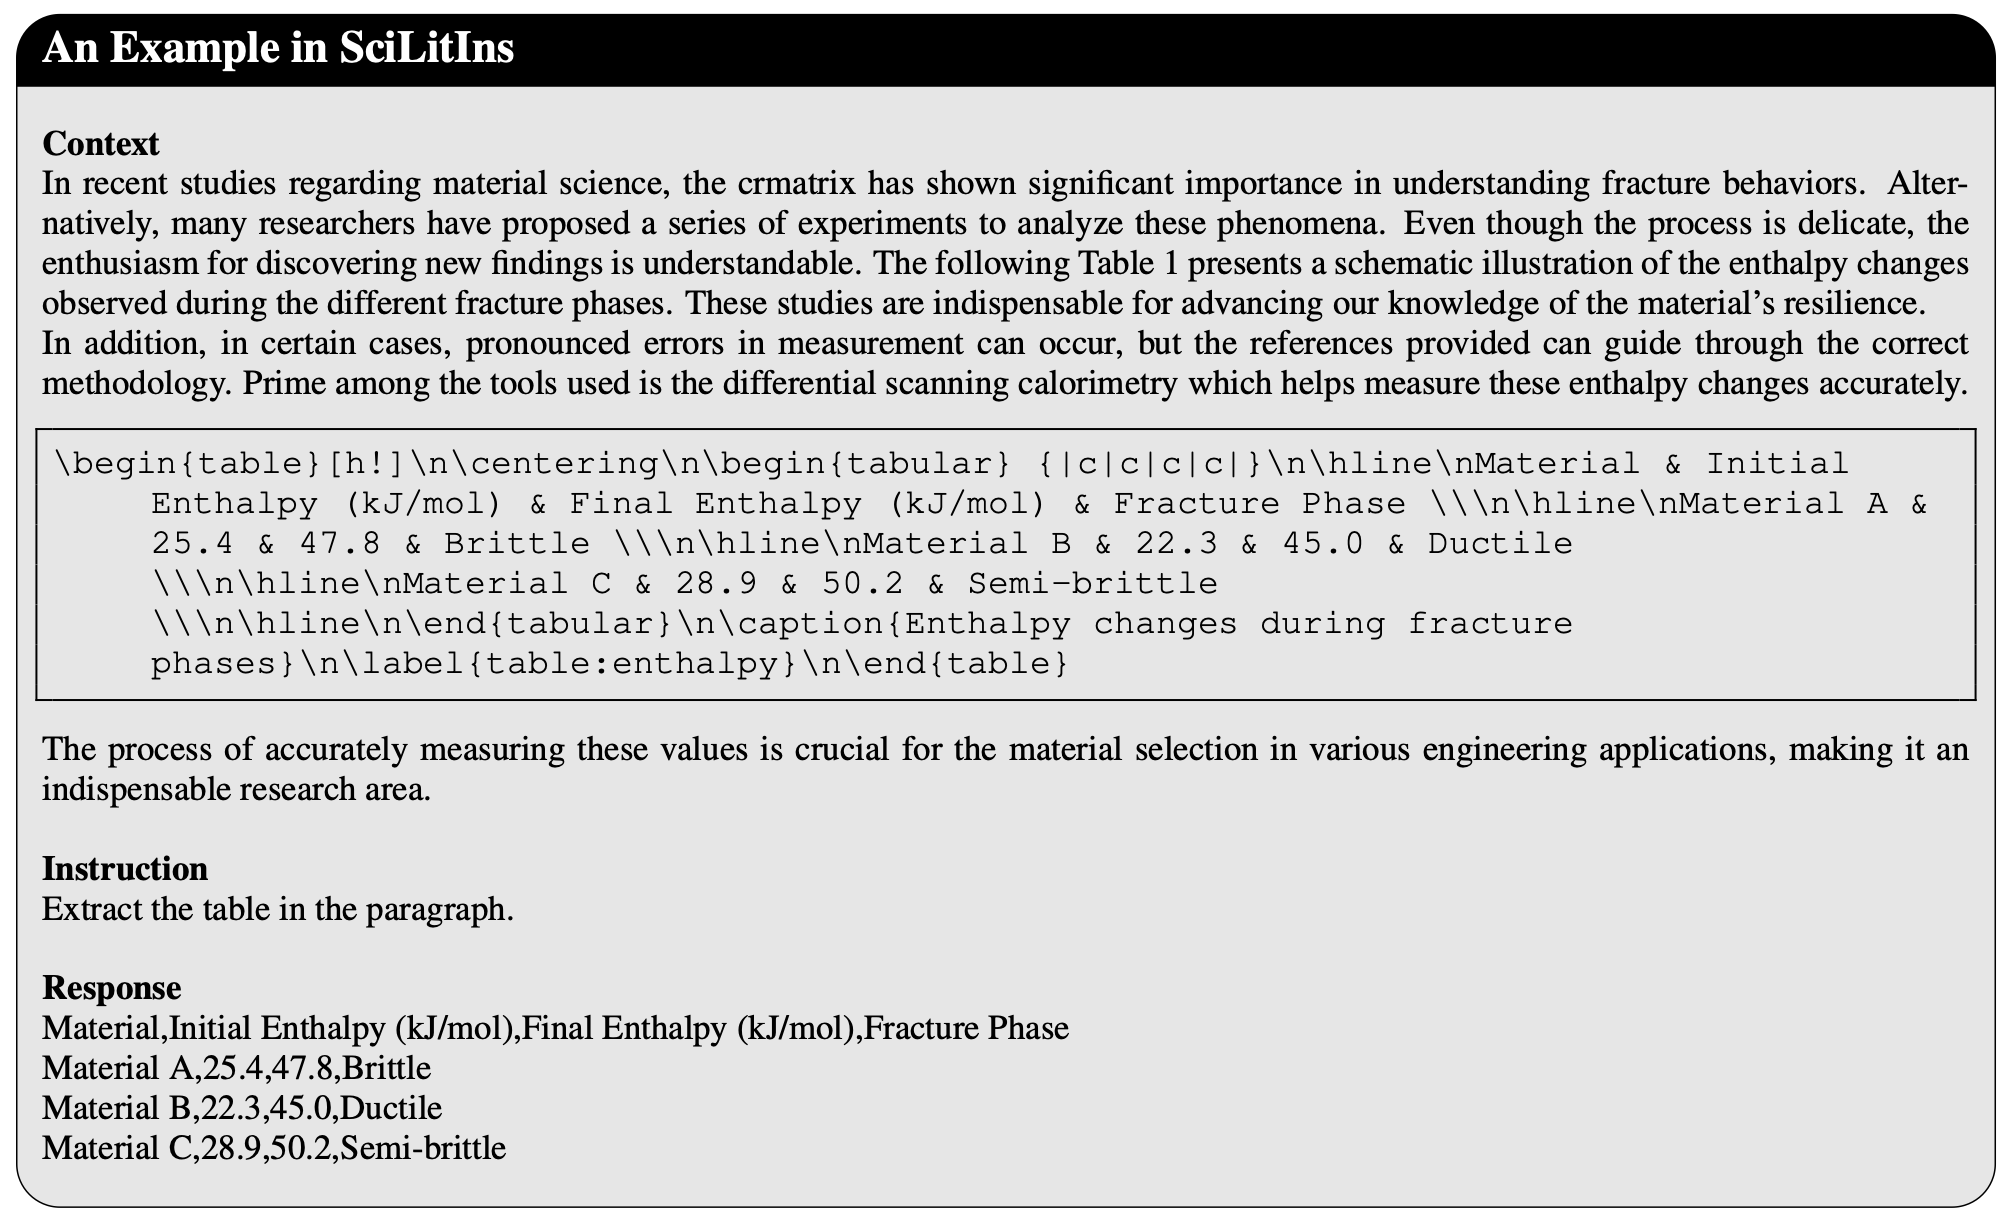 An Example in SciLitIns
Context
In recent studies regarding material science, the crmatrix has shown significant importance in understanding fracture behaviors. Alter-
natively, many researchers have proposed a series of experiments to analyze these phenomena. Even though the process is delicate, the
enthusiasm for discovering new findings is understandable. The following Table 1 presents a schematic illustration of the enthalpy changes
observed during the different fracture phases. These studies are indispensable for advancing our knowledge of the material's resilience.
In addition, in certain cases, pronounced errors in measurement can occur, but the references provided can guide through the correct
methodology. Prime among the tools used is the differential scanning calorimetry which helps measure these enthalpy changes accurately.
\begin{table}[h!]\n\centering\n\begin{tabular} {|c|c|c|c|}\n\hline\nMaterial & Initial
Enthalpy (kJ/mol) & Final Enthalpy (kJ/mol) & Fracture Phase \\\n\hline\nMaterial A &
25.4 & 47.8 & Brittle \\\n\hline\nMaterial B & 22.3 & 45.0 & Ductile
\\\n\hline\nMaterial C & 28.9 & 50.2 & Semi-brittle
\\\n\hline\n\end{tabular}\n\caption{Enthalpy changes during fracture
phases}\n\label{table:enthalpy}\n\end{table}
The process of accurately measuring these values is crucial for the material selection in various engineering applications, making it an
indispensable research area.
Instruction
Extract the table in the paragraph.
Response
Material,Initial Enthalpy (kJ/mol),Final Enthalpy (kJ/mol),Fracture Phase
Material A,25.4,47.8,Brittle
Material B,22.3,45.0,Ductile
Material C,28.9,50.2,Semi-brittle